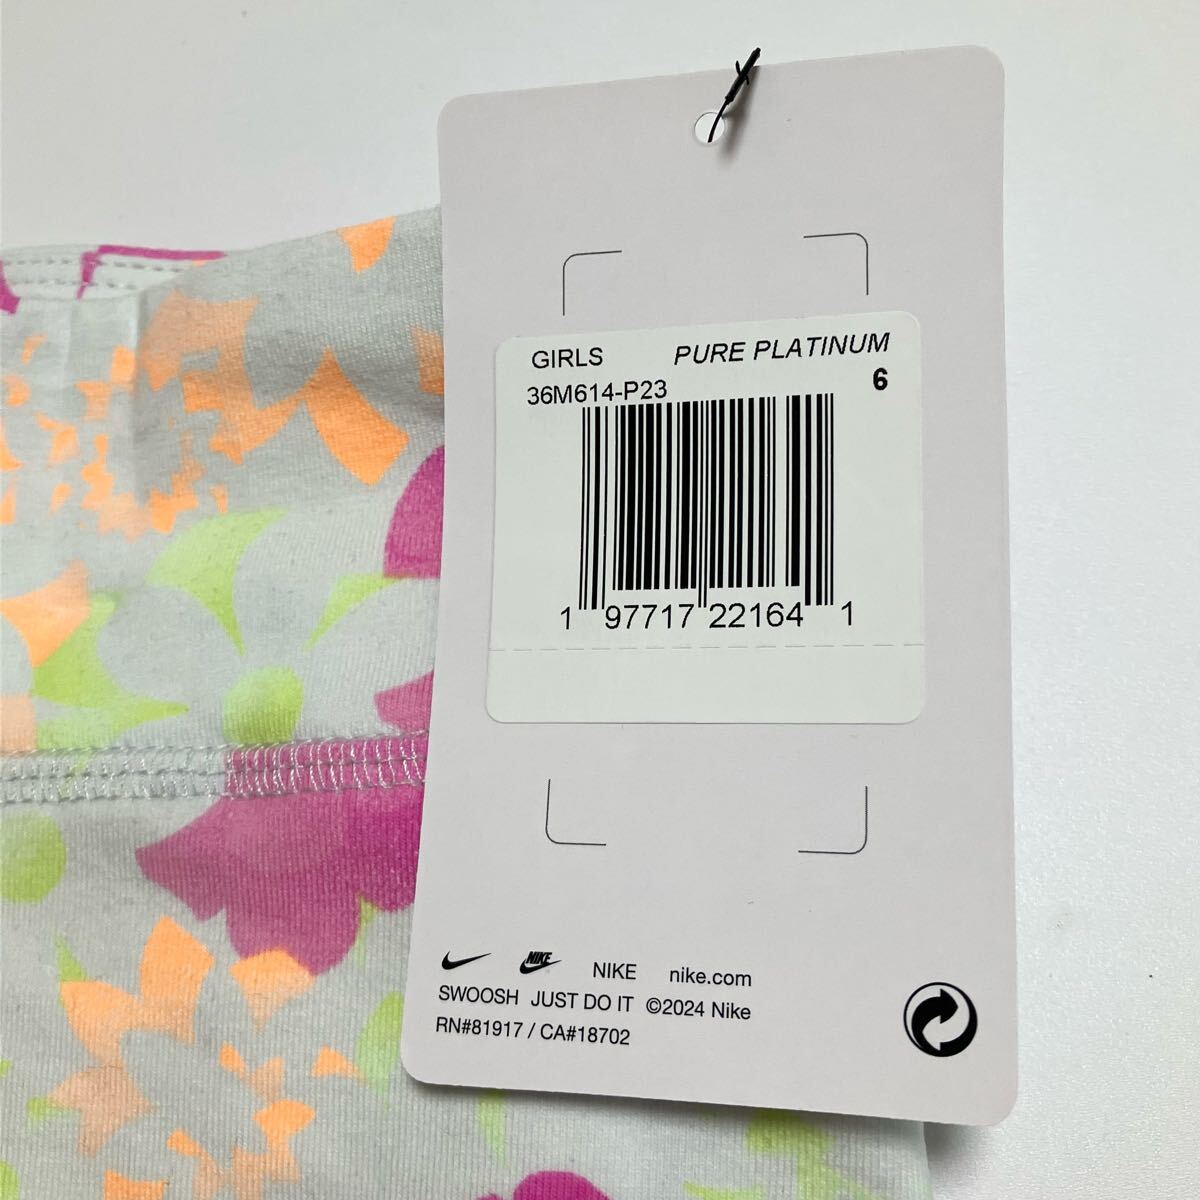 GIRLS PURE PLATINUM
36M614-P23 6
1 97717 22164 1
NIKE NIKE nike.com
SWOOSH JUST DO IT ©2024 Nike
RN#81917 / CA#18702